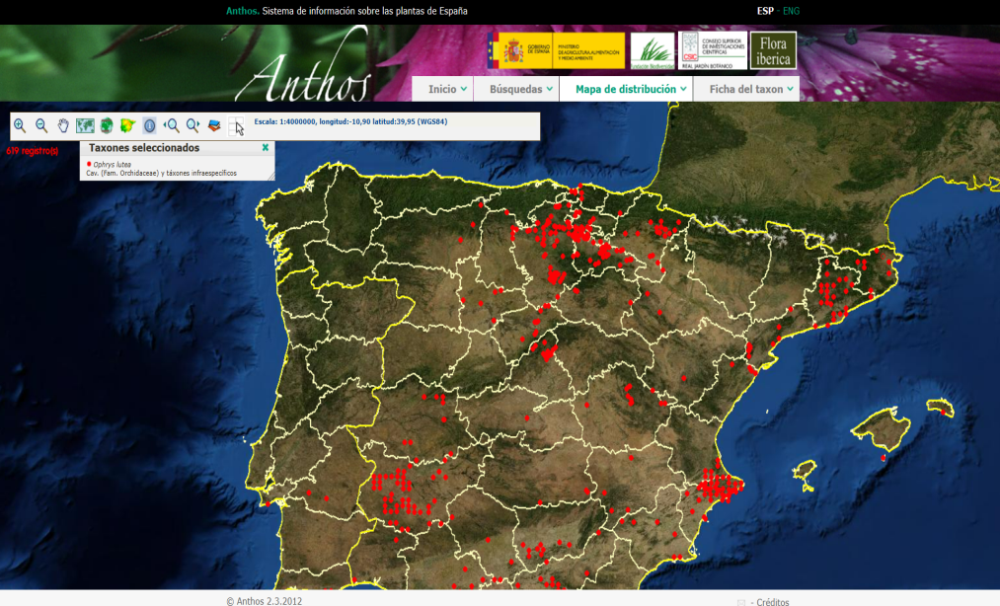 Anthos. Sistema de información sobre las plantas de España
ESP - ENG
Anthos
GOBIERNO DE ESPAÑA
MINISTERIO DE AGRICULTURA, ALIMENTACIÓN Y MEDIO AMBIENTE
Fundación Biodiversidad
CSIC
CONSEJO SUPERIOR DE INVESTIGACIONES CIENTÍFICAS
REAL JARDÍN BOTÁNICO
Flora iberica
Inicio
Búsquedas
Mapa de distribución
Ficha del taxon
Escala: 1:4000000, longitud:-10,90 latitud:39,95 (WGS84)
619 registro(s)
Taxones seleccionados
Ophrys lutea
Cav. (Fam. Orchidaceae) y táxones infraespecíficos
© Anthos 2.3.2012
- Créditos